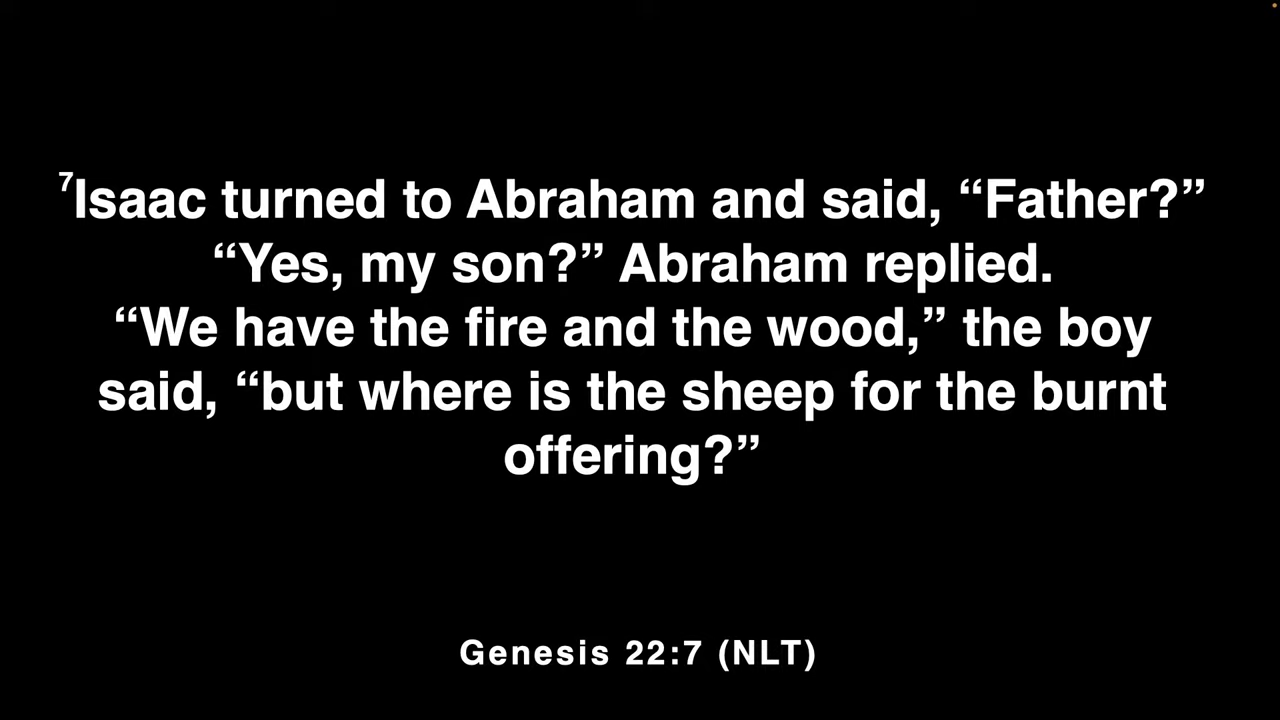 ⁷Isaac turned to Abraham and said, “Father?”
“Yes, my son?” Abraham replied.
“We have the fire and the wood,” the boy
said, “but where is the sheep for the burnt
offering?”
Genesis 22:7 (NLT)